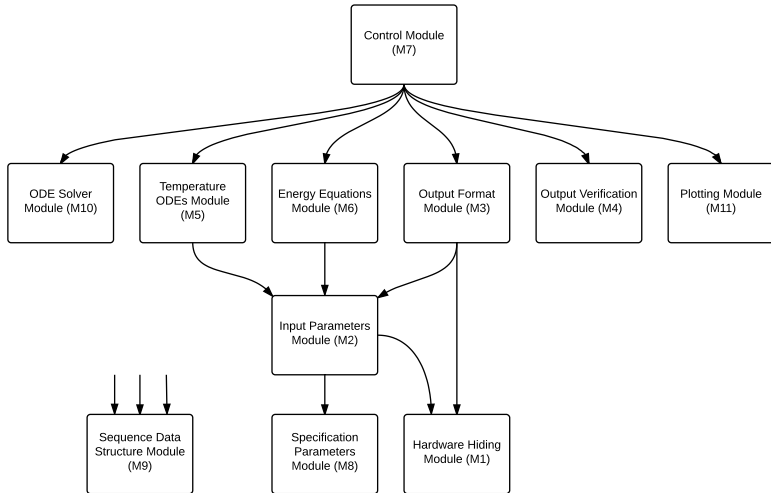 Control Module
(M7)
ODE Solver
Module (M10)
Temperature
ODEs Module
(M5)
Energy Equations
Module (M6)
Output Format
Module (M3)
Output Verification
Module (M4)
Plotting Module
(M11)
Input Parameters
Module (M2)
Sequence Data
Structure Module
(M9)
Specification
Parameters
Module (M8)
Hardware Hiding
Module (M1)